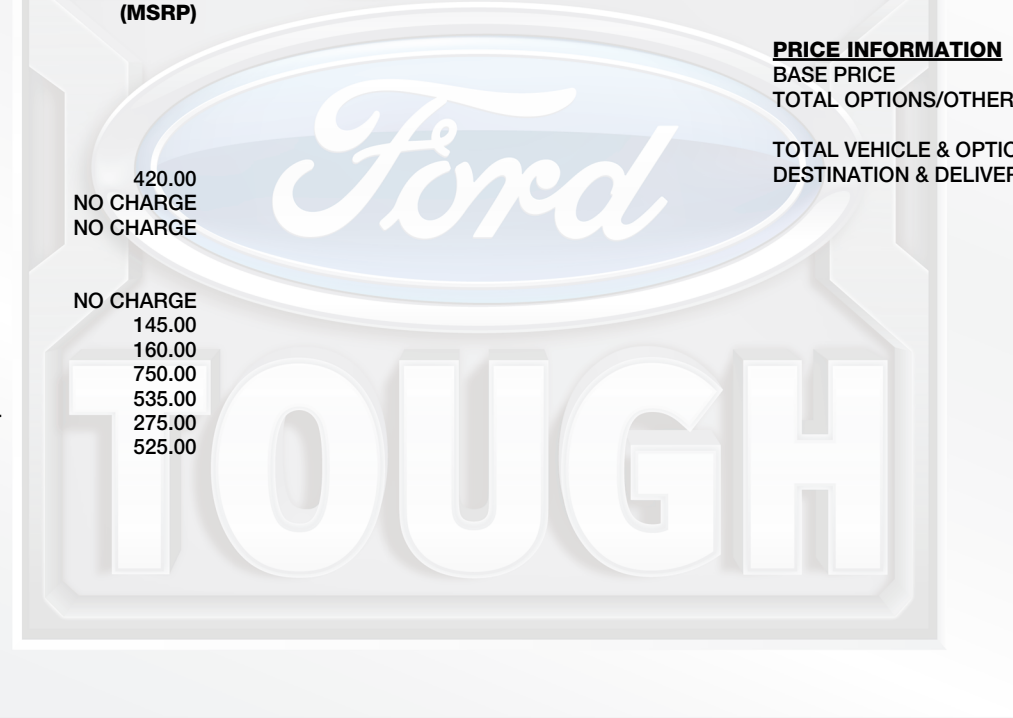 (MSRP)
420.00
NO CHARGE
NO CHARGE
NO CHARGE
145.00
160.00
750.00
535.00
275.00
525.00
PRICE INFORMATION
BASE PRICE
TOTAL OPTIONS/OTHER
TOTAL VEHICLE & OPTIO
DESTINATION & DELIVER
Ford
TOUGH